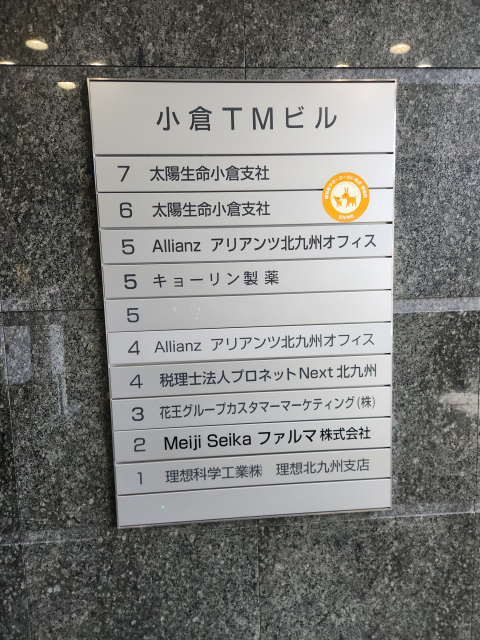 小倉TMビル
7 太陽生命小倉支社
6 太陽生命小倉支社
5 Allianz アリアンツ北九州オフィス
5 キョーリン製薬
5
4 Allianz アリアンツ北九州オフィス
4 税理士法人プロネットNext北九州
3 花王グループカスタマーマーケティング(株)
2 Meiji Seika ファルマ株式会社
1 理想科学工業㈱ 理想北九州支店